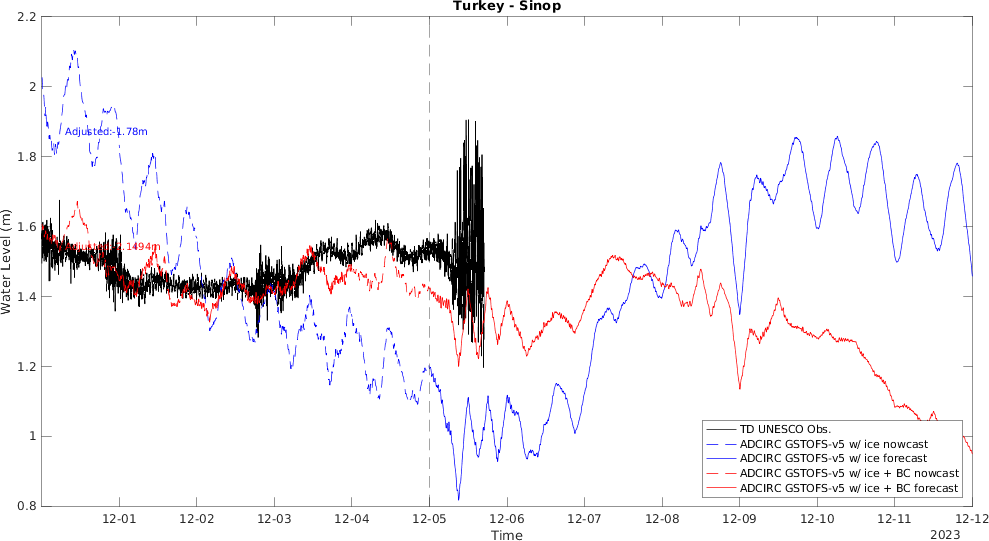 Turkey - Sinop
2.2
2
1.8
1.6
1.4
1.2
1
0.8
Water Level (m)
Adjusted:-1.78m
1494m
12-01
12-02
12-03
12-04
12-05
12-06
12-07
12-08
12-09
12-10
12-11
12-12
Time
2023
TD UNESCO Obs.
ADCIRC GSTOFS-v5 w/ ice nowcast
ADCIRC GSTOFS-v5 w/ ice forecast
ADCIRC GSTOFS-v5 w/ ice + BC nowcast
ADCIRC GSTOFS-v5 w/ ice + BC forecast